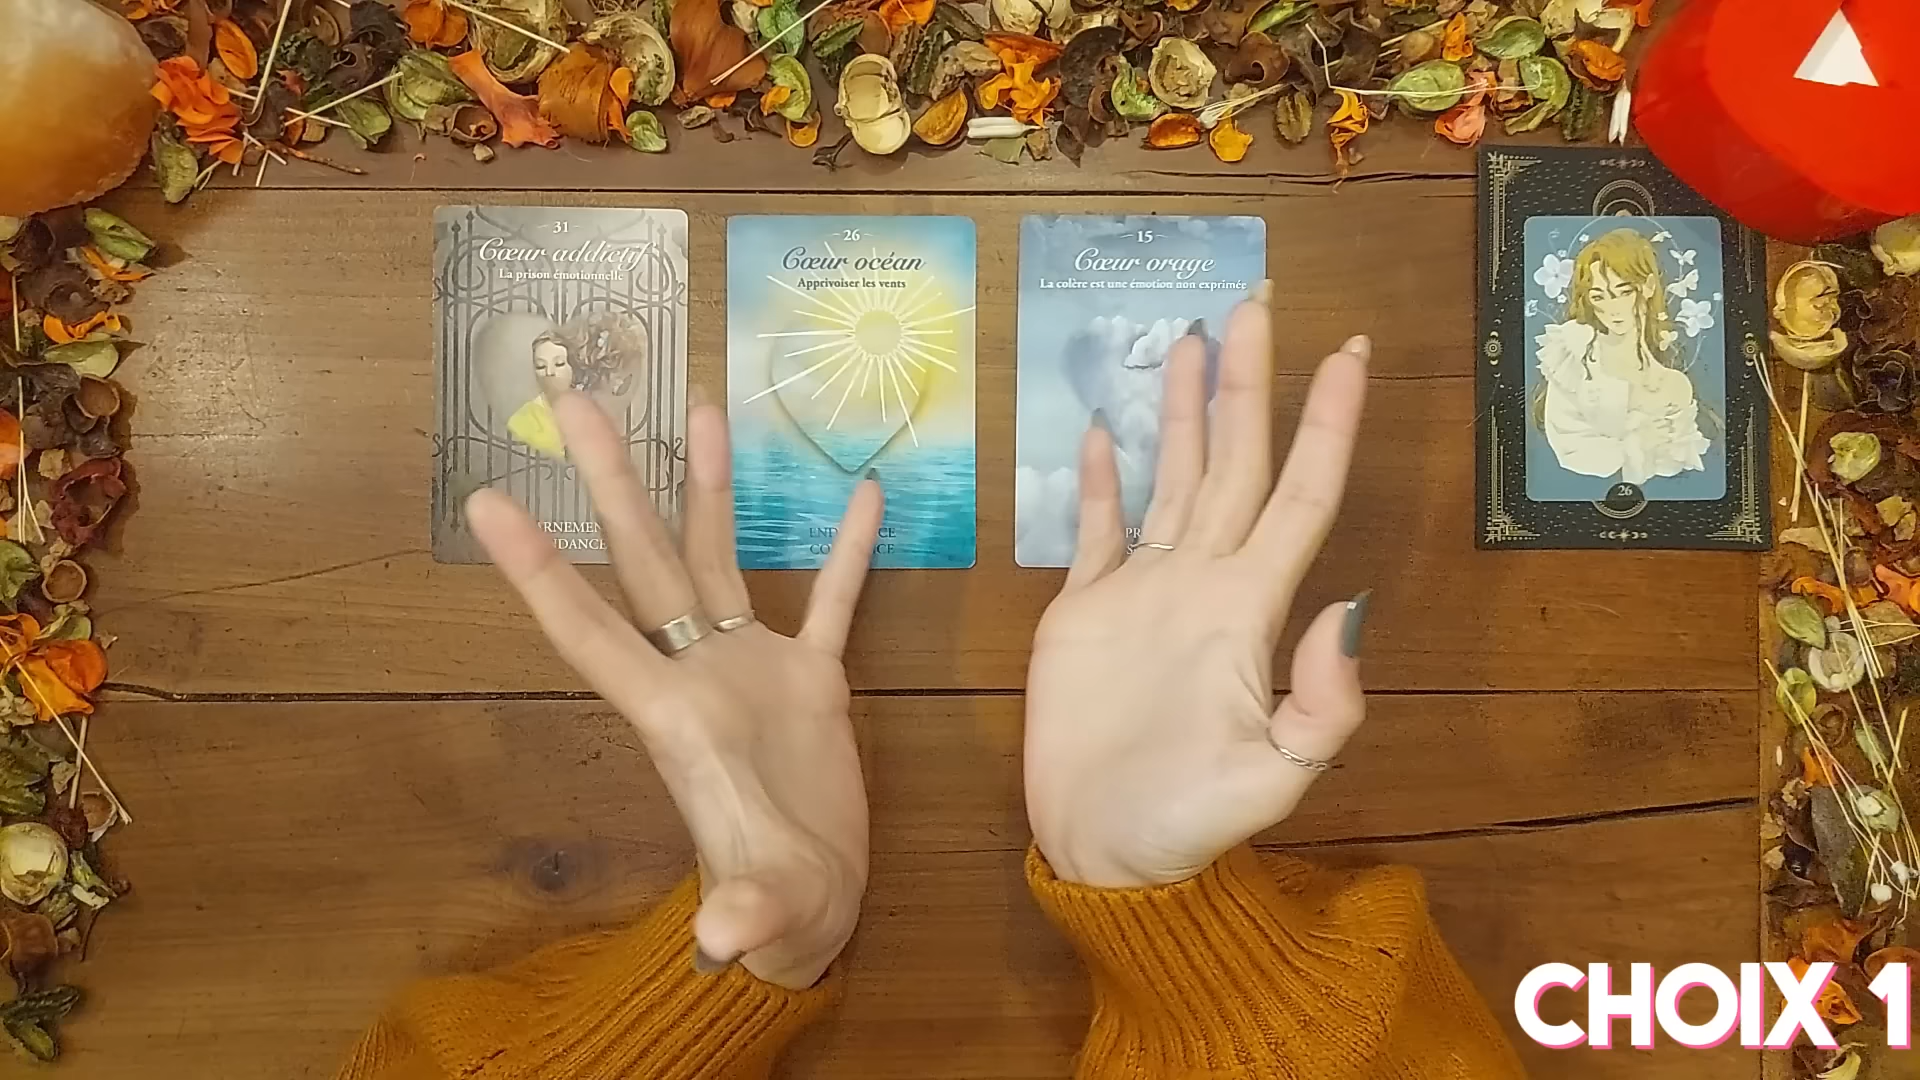 31
Cœur addictif
La prison émotionnelle
26
Cœur océan
Apprivoiser les vents
15
Cœur orage
La colère est une émotion non exprimée
26
CHOIX 1